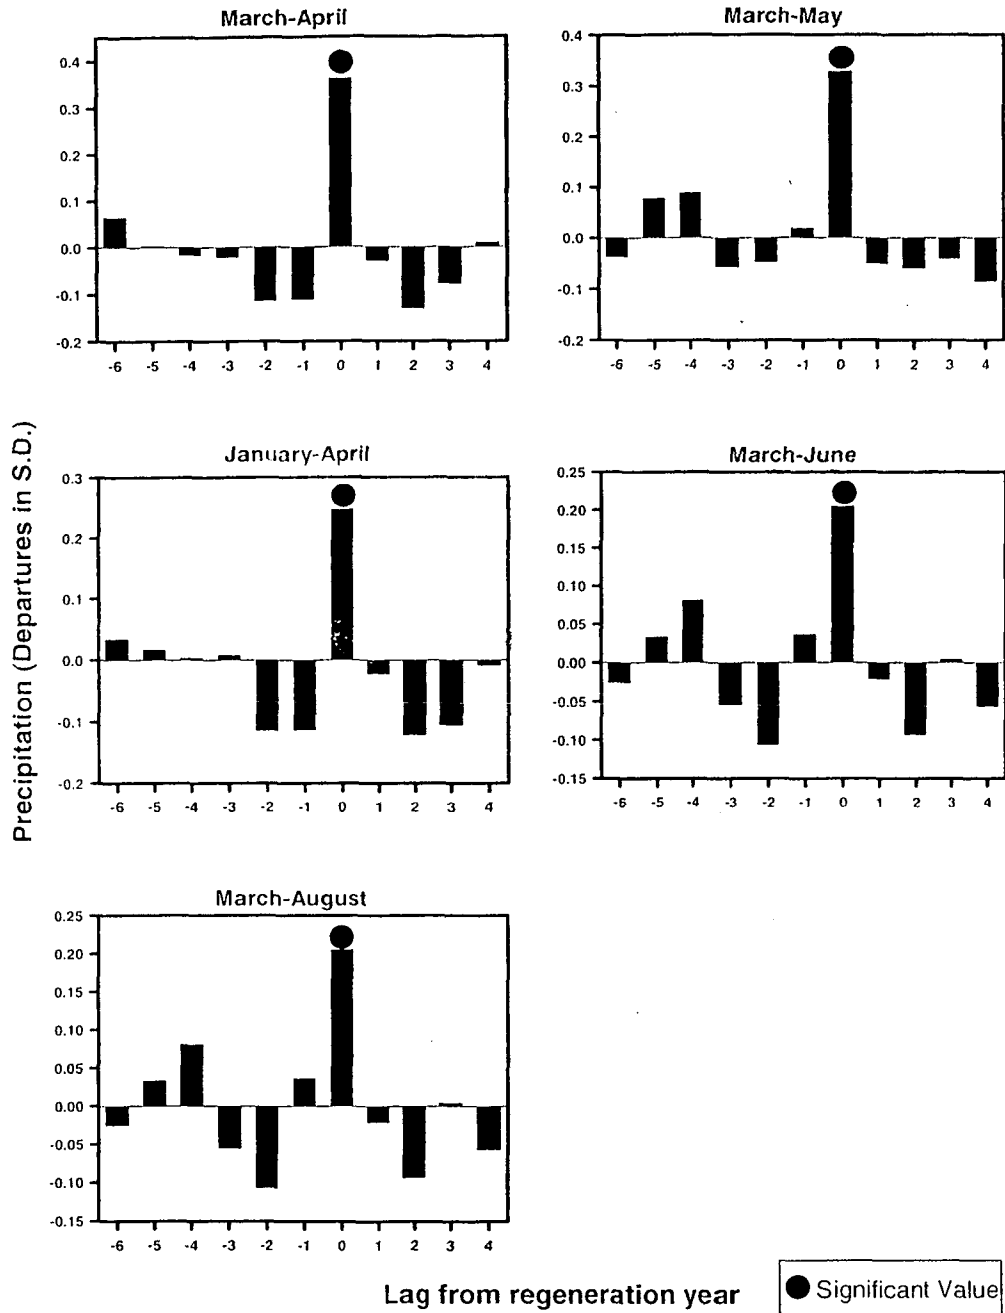 March-April
0.4
0.3
0.2
0.1
0.0
-0.1
-0.2
-6 -5 -4 -3 -2 -1 0 1 2 3 4
March-May
0.4
0.3
0.2
0.1
0.0
-0.1
-0.2
-6 -5 -4 -3 -2 -1 0 1 2 3 4
Precipitation (Departures in S.D.)
January-April
0.3
0.2
0.1
0.0
-0.1
-0.2
-6 -5 -4 -3 -2 -1 0 1 2 3 4
March-June
0.25
0.20
0.15
0.10
0.05
0.00
-0.05
-0.10
-0.15
-6 -5 -4 -3 -2 -1 0 1 2 3 4
March-August
0.25
0.20
0.15
0.10
0.05
0.00
-0.05
-0.10
-0.15
-6 -5 -4 -3 -2 -1 0 1 2 3 4
Lag from regeneration year
Significant Value